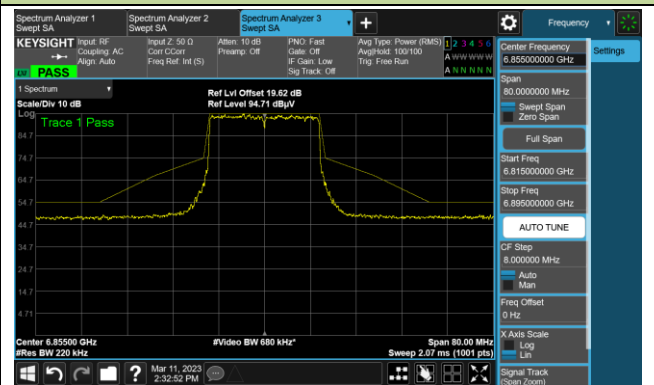 Spectrum Analyzer 1
Swept SA
Spectrum Analyzer 2
Swept SA
Spectrum Analyzer 3
Swept SA
Frequency
KEYSIGHT
Input: RF
Coupling: AC
Align: Auto
Input Z: 50 Ω
Corr CCorr
Freq Ref: Int (S)
Atten: 10 dB
Preamp: Off
PNO: Fast
Gate: Off
IF Gain: Low
Sig Track: Off
Avg Type: Power (RMS)
Avg|Hold: 100/100
Trig: Free Run
1 2 3 4 5 6
A W W W W W
A N N N N N
PASS
1 Spectrum
Scale/Div 10 dB
Ref Lvl Offset 19.62 dB
Ref Level 94.71 dBµV
Log
Trace 1 Pass
84.7
74.7
64.7
54.7
44.7
34.7
24.7
14.7
4.71
Center 6.85500 GHz
#Res BW 220 kHz
#Video BW 680 kHz*
Span 80.00 MHz
Sweep 2.07 ms (1001 pts)
Mar 11, 2023
2:32:52 PM
Center Frequency
6.855000000 GHz
Settings
Span
80.0000000 MHz
Swept Span
Zero Span
Full Span
Start Freq
6.815000000 GHz
Stop Freq
6.895000000 GHz
AUTO TUNE
CF Step
8.000000 MHz
Auto
Man
Freq Offset
0 Hz
X Axis Scale
Log
Lin
Signal Track
(Span Zoom)